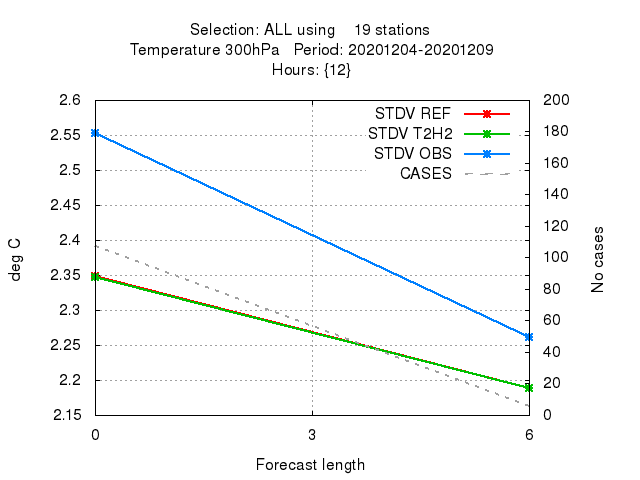 Selection: ALL using 19 stations
Temperature 300hPa Period: 20201204-20201209
Hours: {12}
2.6
2.55
2.5
2.45
2.4
2.35
2.3
2.25
2.2
2.15
deg C
STDV REF
STDV T2H2
STDV OBS
CASES
200
180
160
140
120
100
80
60
40
20
0
No cases
0
3
6
Forecast length